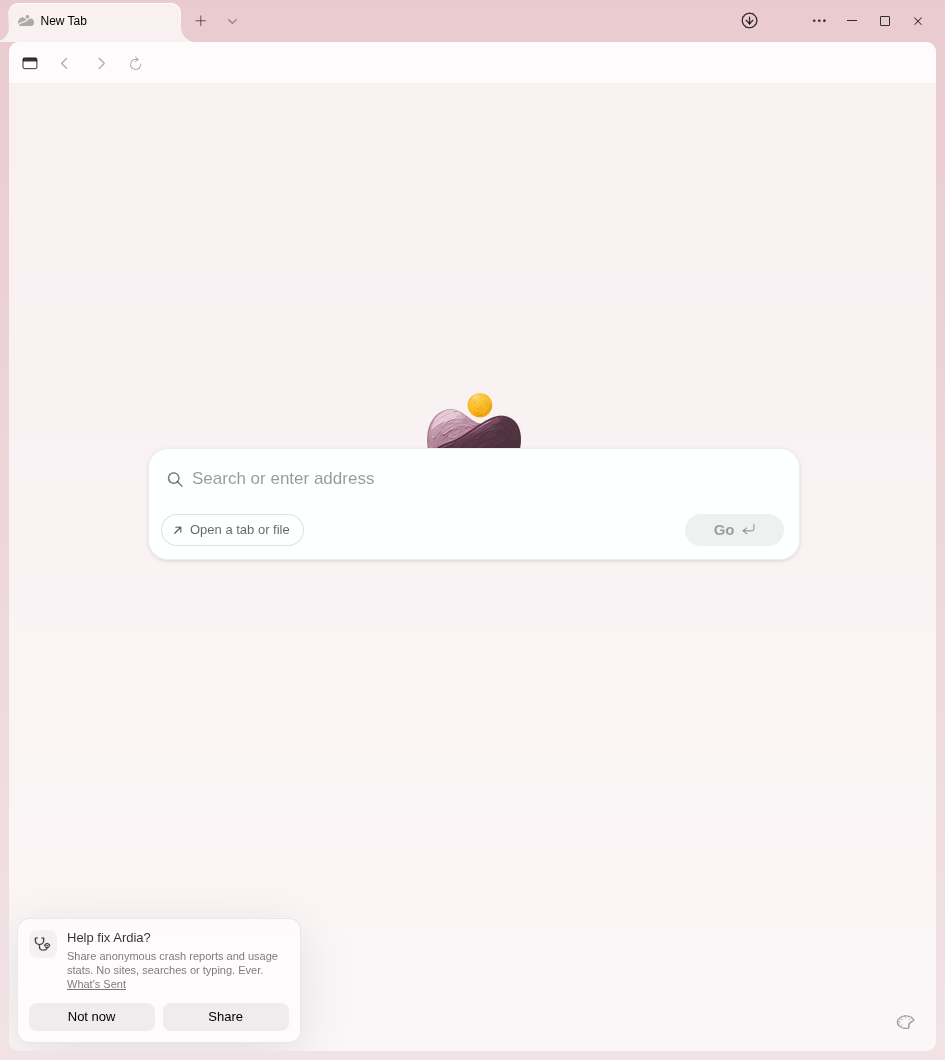 New Tab
Search or enter address
Open a tab or file
Go
Help fix Ardia?
Share anonymous crash reports and usage
stats. No sites, searches or typing. Ever.
What's Sent
Not now
Share